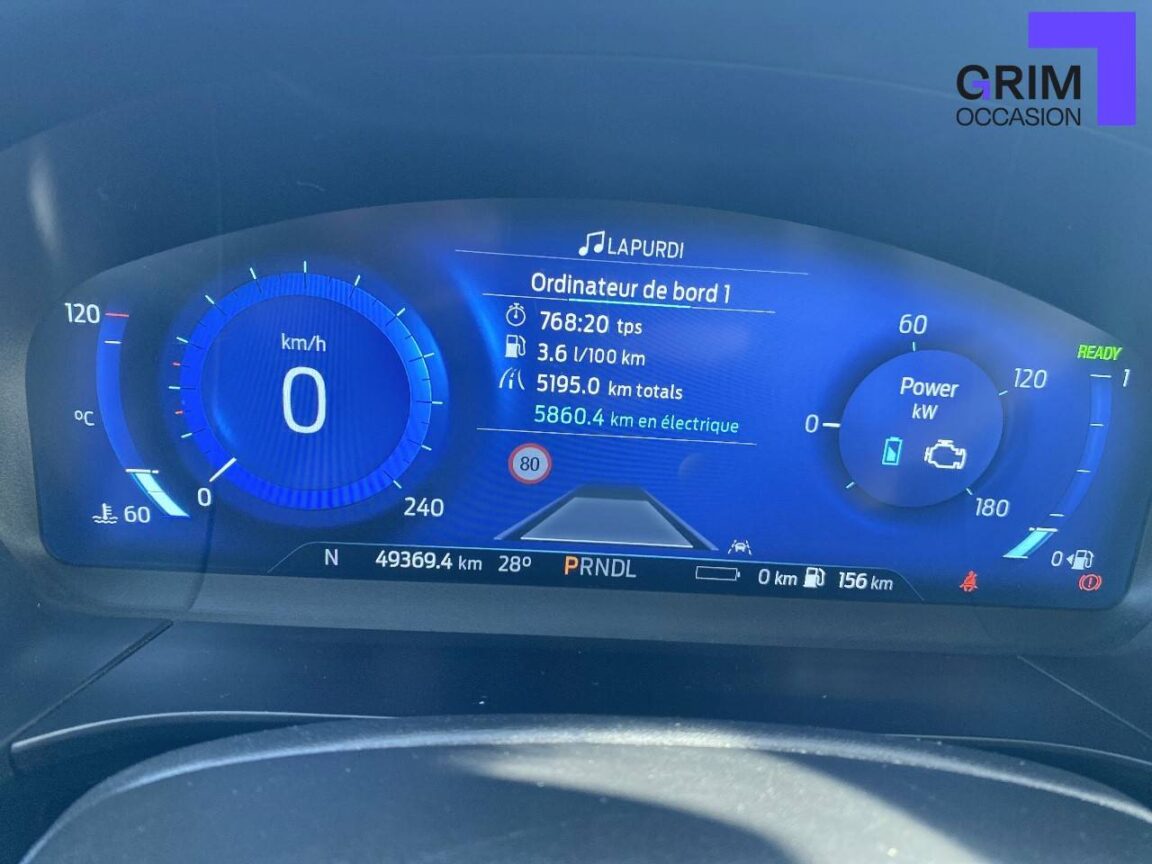 GRIM
OCCASION
LAPURDI
Ordinateur de bord 1
768:20 tps
3.6 l/100 km
5195.0 km totals
5860.4 km en électrique
80
120
ºC
60
km/h
0
0
240
60
0
120
180
Power
kW
READY
1
0
N 49369.4 km 28º PRNDL 0 km 156 km